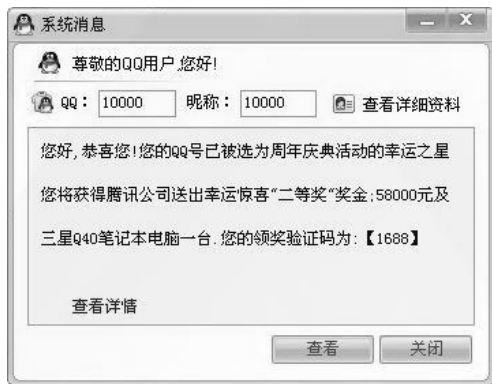 系统消息
尊敬的QQ用户,您好!
QQ: 10000 昵称: 10000 查看详细资料
您好,恭喜您!您的QQ号已被选为周年庆典活动的幸运之星
您将获得腾讯公司送出幸运惊喜"二等奖"奖金;58000元及
三星Q40笔记本电脑一台.您的领奖验证码为:【1688】
查看详情
查看 关闭